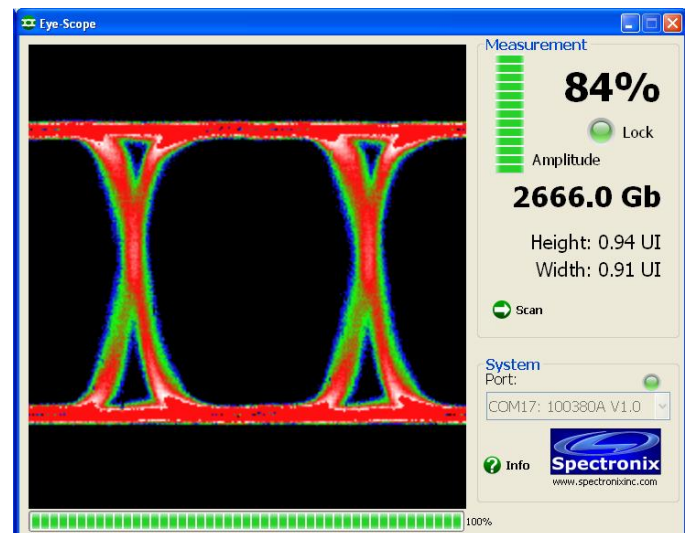 Eye-Scope
Measurement
84%
Lock
Amplitude
2666.0 Gb
Height: 0.94 UI
Width: 0.91 UI
Scan
System
Port:
COM17: 100380A V1.0
Info
Spectronix
www.spectronixinc.com
100%